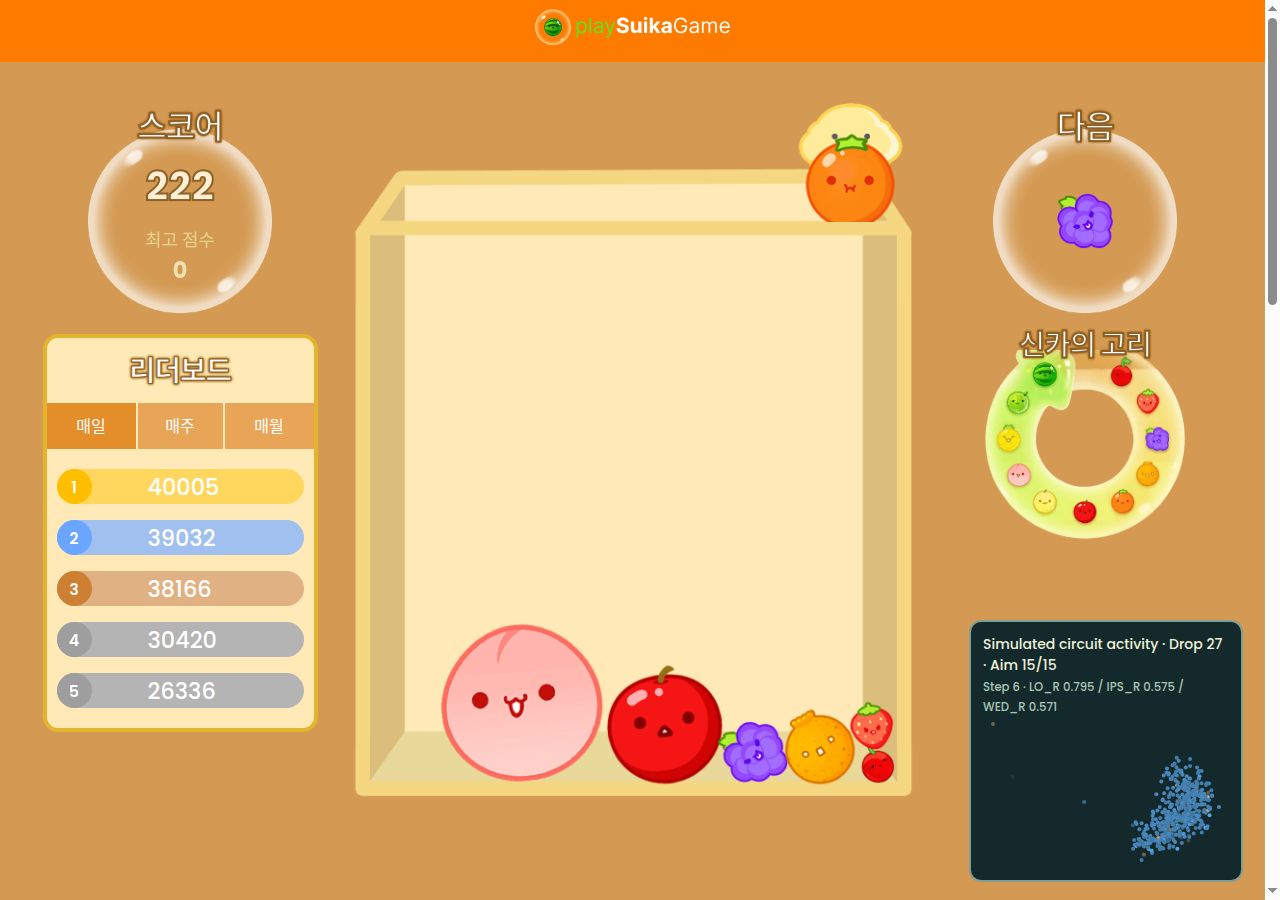 playSuikaGame
스코어
222
최고 점수
0
리더보드
매일
매주
매월
1 40005
2 39032
3 38166
4 30420
5 26336
다음
신카의 고리
Simulated circuit activity · Drop 27
· Aim 15/15
Step 6 · LO_R 0.795 / IPS_R 0.575 /
WED_R 0.571